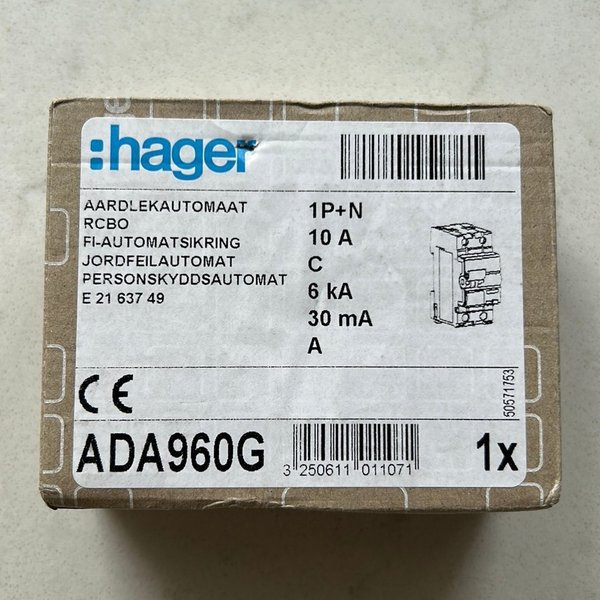 :hager
AARDLEKAUTOMAAT
RCBO
FI-AUTOMATSIKRING
JORDFEILAUTOMAT
PERSONSKYDDSAUTOMAT
E 21 637 49
1P+N
10 A
C
6 kA
30 mA
A
50571753
CE
ADA960G
3 250611 011071
1x